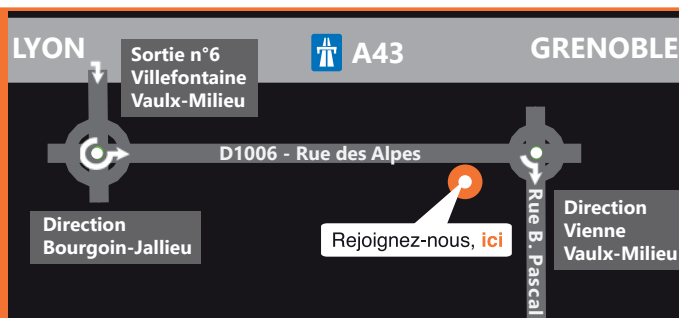 LYON
Sortie n°6
Villefontaine
Vaulx-Milieu
A43
GRENOBLE
D1006 - Rue des Alpes
Direction
Bourgoin-Jallieu
Rejoignez-nous, ici
Rue B. Pascal
Direction
Vienne
Vaulx-Milieu